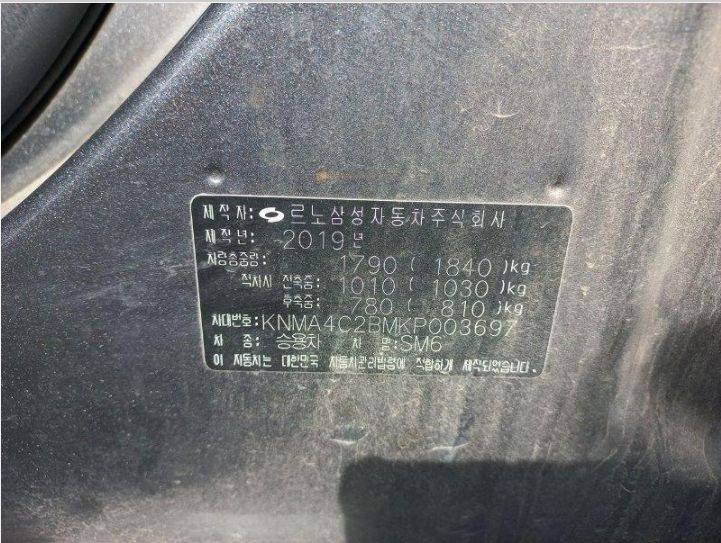 제작자: 르노삼성자동차주식회사
제작년: 2019년
차량총중량: 1790 ( 1840 )kg
적차시 전축중: 1010 ( 1030 )kg
후축중: 780 ( 810 )kg
차대번호: KNMA4C2BMKP003697
차 종: 승용차 차 명: SM6
이 자동차는 대한민국 자동차관리법령에 적합하게 제작되었습니다.